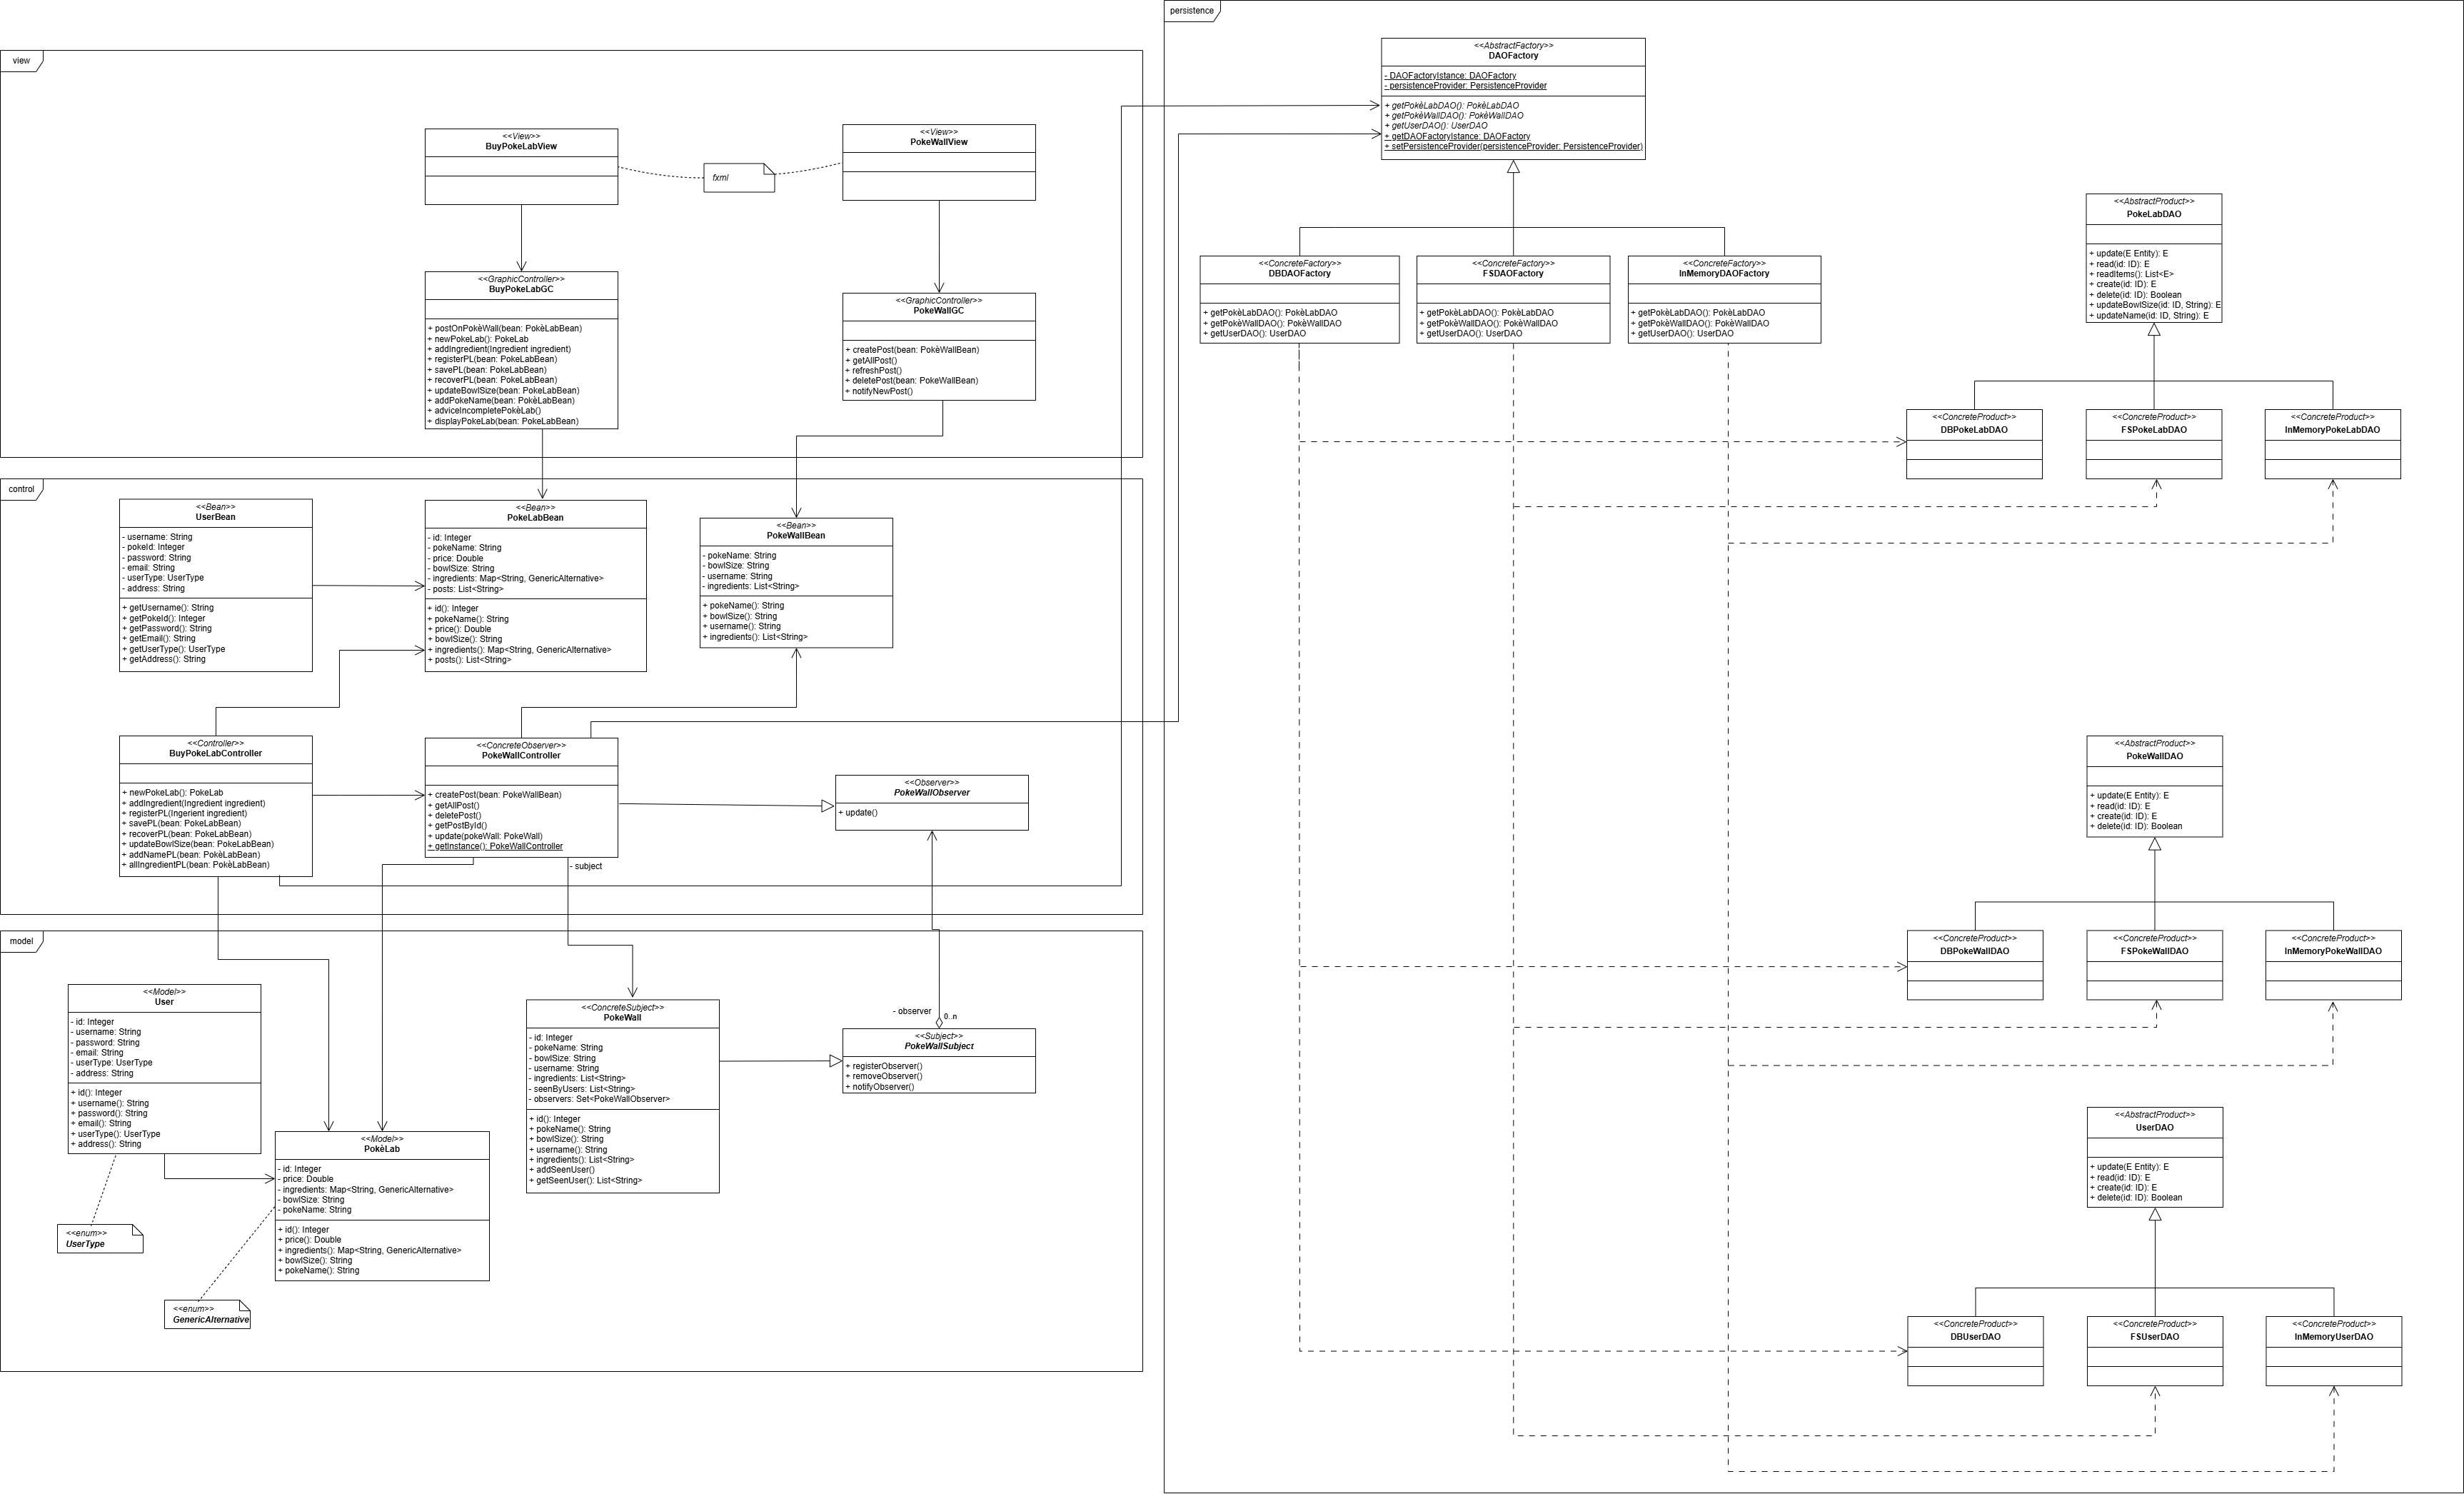 view
<<View>>
BuyPokeLabView
<<View>>
PokeWallView
fxml
<<GraphicController>>
BuyPokeLabGC
+ postOnPokèWall(bean: PokèLabBean)
+ newPokeLab(): PokeLab
+ addIngredient(Ingredient ingredient)
+ registerPL(bean: PokeLabBean)
+ savePL(bean: PokeLabBean)
+ recoverPL(bean: PokeLabBean)
+ updateBowlSize(bean: PokeLabBean)
+ addPokeName(bean: PokèLabBean)
+ adviceIncompletePokèLab()
+ displayPokeLab(bean: PokeLabBean)
<<GraphicController>>
PokeWallGC
+ createPost(bean: PokèWallBean)
+ getAllPost()
+ refreshPost()
+ deletePost(bean: PokeWallBean)
+ notifyNewPost()
control
<<Bean>>
UserBean
- username: String
- pokeId: Integer
- password: String
- email: String
- userType: UserType
- address: String
+ getUsername(): String
+ getPokeId(): Integer
+ getPassword(): String
+ getEmail(): String
+ getUserType(): UserType
+ getAddress(): String
<<Bean>>
PokeLabBean
- id: Integer
- pokeName: String
- price: Double
- bowlSize: String
- ingredients: Map<String, GenericAlternative>
- posts: List<String>
+ id(): Integer
+ pokeName(): String
+ price(): Double
+ bowlSize(): String
+ ingredients(): Map<String, GenericAlternative>
+ posts(): List<String>
<<Bean>>
PokeWallBean
- pokeName: String
- bowlSize: String
- username: String
- ingredients: List<String>
+ pokeName(): String
+ bowlSize(): String
+ username(): String
+ ingredients(): List<String>
<<Controller>>
BuyPokeLabController
+ newPokeLab(): PokeLab
+ addIngredient(Ingredient ingredient)
+ registerPL(Ingerient ingredient)
+ savePL(bean: PokeLabBean)
+ recoverPL(bean: PokeLabBean)
+ updateBowlSize(bean: PokeLabBean)
+ addNamePL(bean: PokèLabBean)
+ allIngredientPL(bean: PokèLabBean)
<<ConcreteObserver>>
PokeWallController
+ createPost(bean: PokeWallBean)
+ getAllPost()
+ deletePost()
+ getPostById()
+ update(pokeWall: PokeWall)
+ getInstance(): PokeWallController
- subject
<<Observer>>
PokeWallObserver
+ update()
model
<<Model>>
User
- id: Integer
- username: String
- password: String
- email: String
- userType: UserType
- address: String
+ id(): Integer
+ username(): String
+ password(): String
+ email(): String
+ userType(): UserType
+ address(): String
<<enum>>
UserType
<<Model>>
PokèLab
- id: Integer
- price: Double
- ingredients: Map<String, GenericAlternative>
- bowlSize: String
- pokeName: String
+ id(): Integer
+ price(): Double
+ ingredients(): Map<String, GenericAlternative>
+ bowlSize(): String
+ pokeName(): String
<<enum>>
GenericAlternative
<<ConcreteSubject>>
PokeWall
- id: Integer
- pokeName: String
- bowlSize: String
- username: String
- ingredients: List<String>
- seenByUsers: List<String>
- observers: Set<PokeWallObserver>
+ id(): Integer
+ pokeName(): String
+ bowlSize(): String
+ username(): String
+ ingredients(): List<String>
+ addSeenUser()
+ getSeenUser(): List<String>
- observer
0..n
<<Subject>>
PokeWallSubject
+ registerObserver()
+ removeObserver()
+ notifyObserver()
persistence
<<AbstractFactory>>
DAOFactory
- DAOFactoryIstance: DAOFactory
- persistenceProvider: PersistenceProvider
+ getPokèLabDAO(): PokèLabDAO
+ getPokèWallDAO(): PokèWallDAO
+ getUserDAO(): UserDAO
+ getDAOFactoryIstance: DAOFactory
+ setPersistenceProvider(persistenceProvider: PersistenceProvider)
<<ConcreteFactory>>
DBDAOFactory
+ getPokèLabDAO(): PokèLabDAO
+ getPokèWallDAO(): PokèWallDAO
+ getUserDAO(): UserDAO
<<ConcreteFactory>>
FSDAOFactory
+ getPokèLabDAO(): PokèLabDAO
+ getPokèWallDAO(): PokèWallDAO
+ getUserDAO(): UserDAO
<<ConcreteFactory>>
InMemoryDAOFactory
+ getPokèLabDAO(): PokèLabDAO
+ getPokèWallDAO(): PokèWallDAO
+ getUserDAO(): UserDAO
<<AbstractProduct>>
PokeLabDAO
+ update(E Entity): E
+ read(id: ID): E
+ readItems(): List<E>
+ create(id: ID): E
+ delete(id: ID): Boolean
+ updateBowlSize(id: ID, String): E
+ updateName(id: ID, String): E
<<ConcreteProduct>>
DBPokeLabDAO
<<ConcreteProduct>>
FSPokeLabDAO
<<ConcreteProduct>>
InMemoryPokeLabDAO
<<AbstractProduct>>
PokeWallDAO
+ update(E Entity): E
+ read(id: ID): E
+ create(id: ID): E
+ delete(id: ID): Boolean
<<ConcreteProduct>>
DBPokeWallDAO
<<ConcreteProduct>>
FSPokeWallDAO
<<ConcreteProduct>>
InMemoryPokeWallDAO
<<AbstractProduct>>
UserDAO
+ update(E Entity): E
+ read(id: ID): E
+ create(id: ID): E
+ delete(id: ID): Boolean
<<ConcreteProduct>>
DBUserDAO
<<ConcreteProduct>>
FSUserDAO
<<ConcreteProduct>>
InMemoryUserDAO